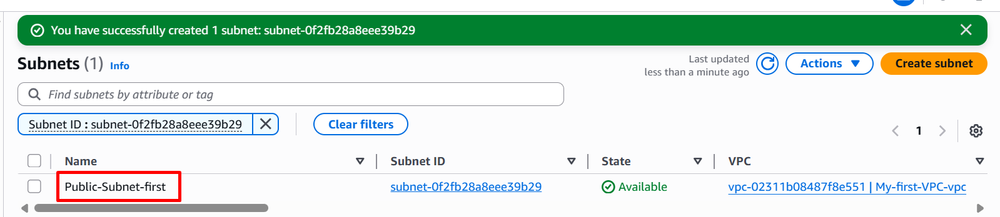 You have successfully created 1 subnet: subnet-0f2fb28a8eee39b29
Subnets (1) Info
Last updated
less than a minute ago
Actions
Create subnet
Find subnets by attribute or tag
Subnet ID : subnet-0f2fb28a8eee39b29
Clear filters
1
Name Subnet ID State VPC
Public-Subnet-first subnet-0f2fb28a8eee39b29 Available vpc-02311b08487f8e551 | My-first-VPC-vpc